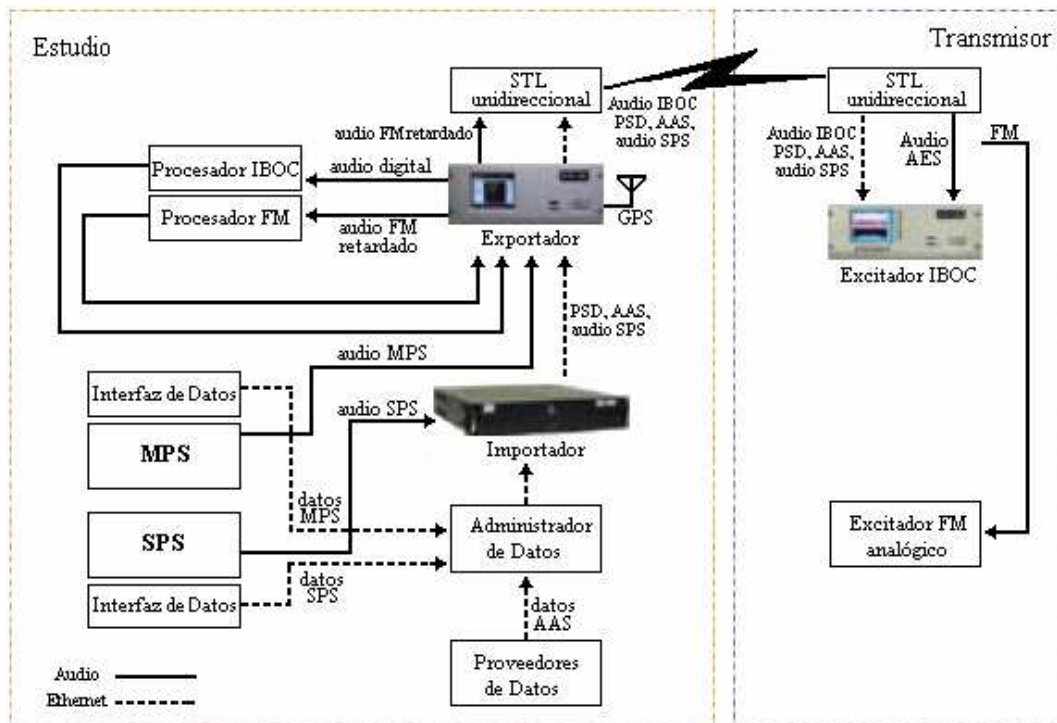 Estudio
Transmisor
STL
unidireccional
Audio IBOC
PSD, AAS,
audio SPS
audio FM retardado
STL
unidireccional
Audio IBOC
PSD, AAS,
audio SPS
Audio
AES
FM
Procesador IBOC
audio digital
Procesador FM
audio FM
retardado
GPS
Exportador
Excitador IBOC
PSD, AAS,
audio SPS
audio MPS
Interfaz de Datos
audio SPS
MPS
Importador
datos
MPS
SPS
Administrador
de Datos
Excitador FM
analógico
Interfaz de Datos
datos
SPS
datos
AAS
Proveedores
de Datos
Audio
Ethernet